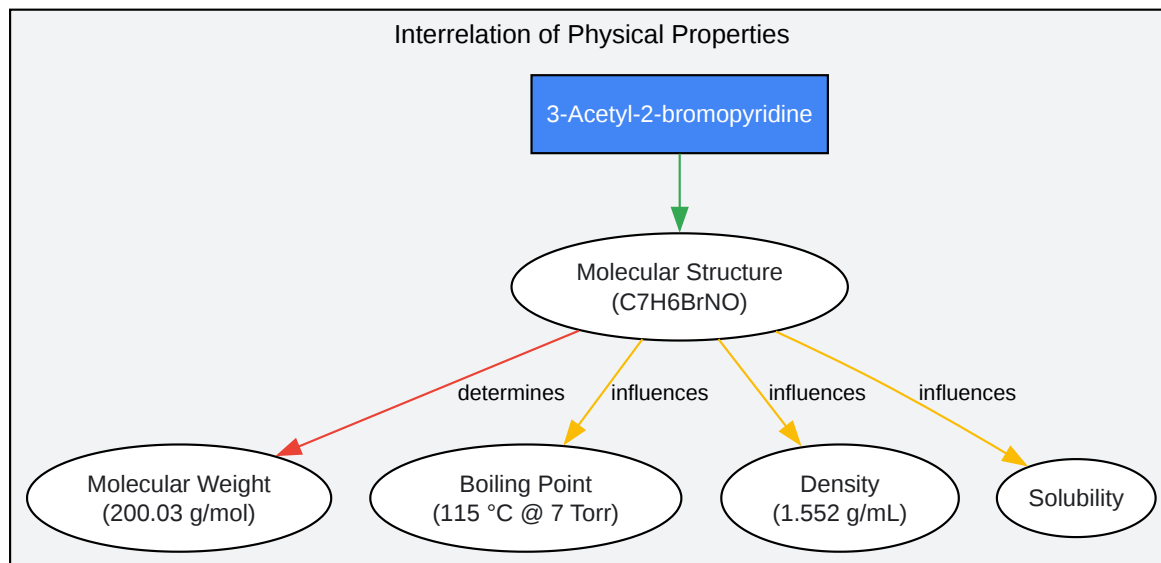 Interrelation of Physical Properties
3-Acetyl-2-bromopyridine
Molecular Structure
(C7H6BrNO)
determines
influences
influences
influences
Molecular Weight
(200.03 g/mol)
Boiling Point
(115 °C @ 7 Torr)
Density
(1.552 g/mL)
Solubility